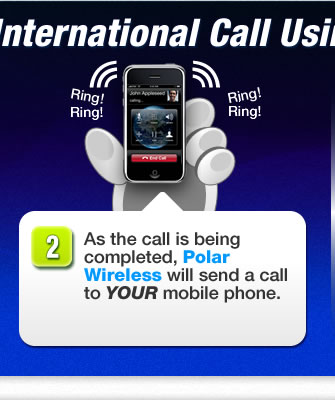 International Call Usi
Ring!
Ring!
Ring!
Ring!
John Appleseed
calling...
End Call
2
As the call is being
completed, Polar
Wireless will send a call
to YOUR mobile phone.